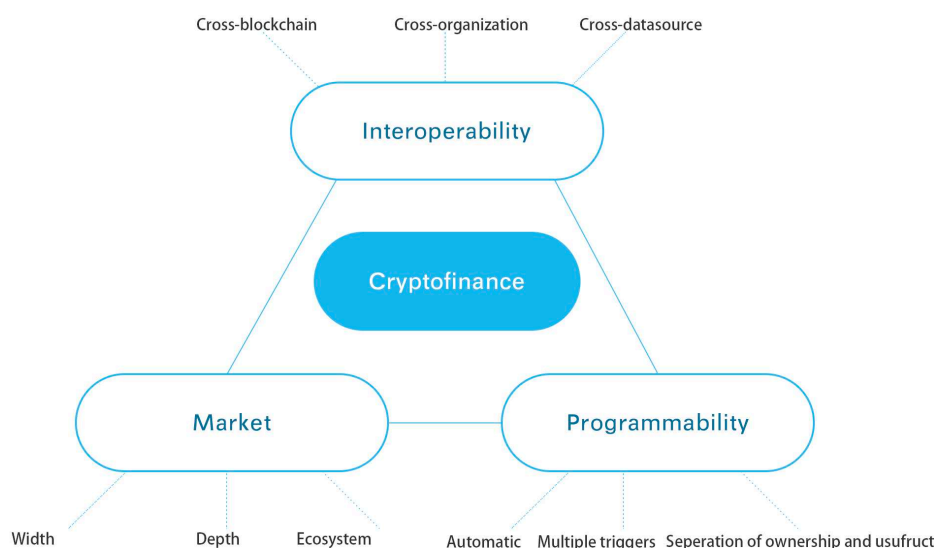 Cross-blockchain
Cross-organization
Cross-datasource
Interoperability
Cryptofinance
Market
Programmability
Width
Depth
Ecosystem
Automatic
Multiple triggers
Seperation of ownership and usufruct